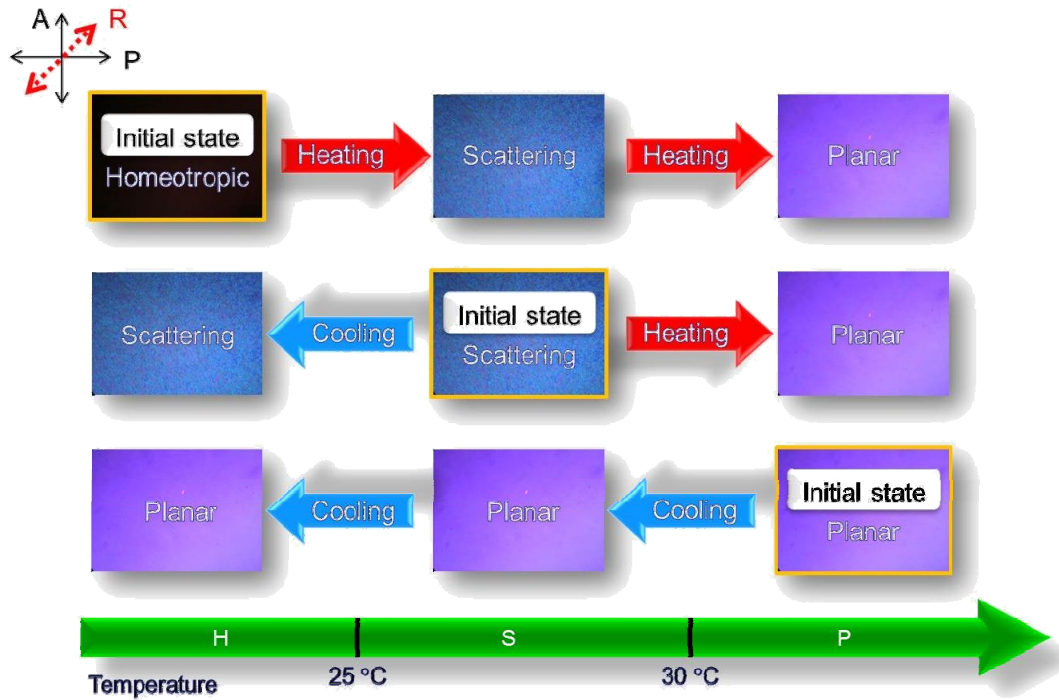 A
R
P
Initial state
Homeotropic
Heating
Scattering
Heating
Planar
Scattering
Cooling
Initial state
Scattering
Heating
Planar
Planar
Cooling
Planar
Cooling
Initial state
Planar
H
S
P
25 °C
30 °C
Temperature